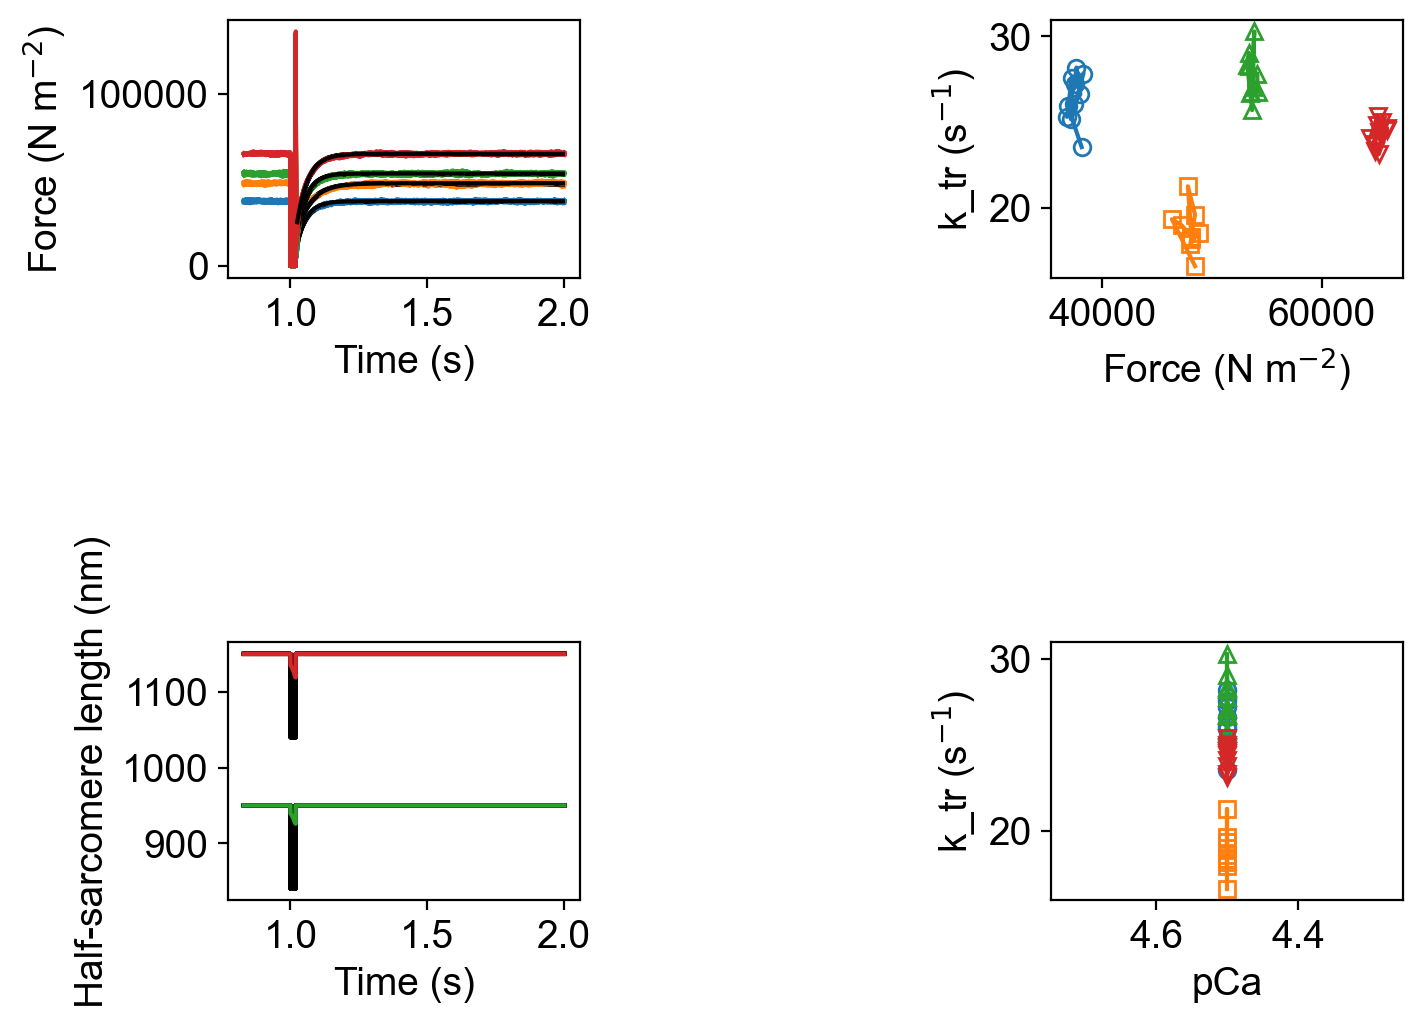 Force (N m⁻²)
100000
0
1.0 1.5 2.0
Time (s)
k_tr (s⁻¹)
30
20
40000 60000
Force (N m⁻²)
Half-sarcomere length (nm)
1100
1000
900
1.0 1.5 2.0
Time (s)
k_tr (s⁻¹)
30
20
4.6 4.4
pCa